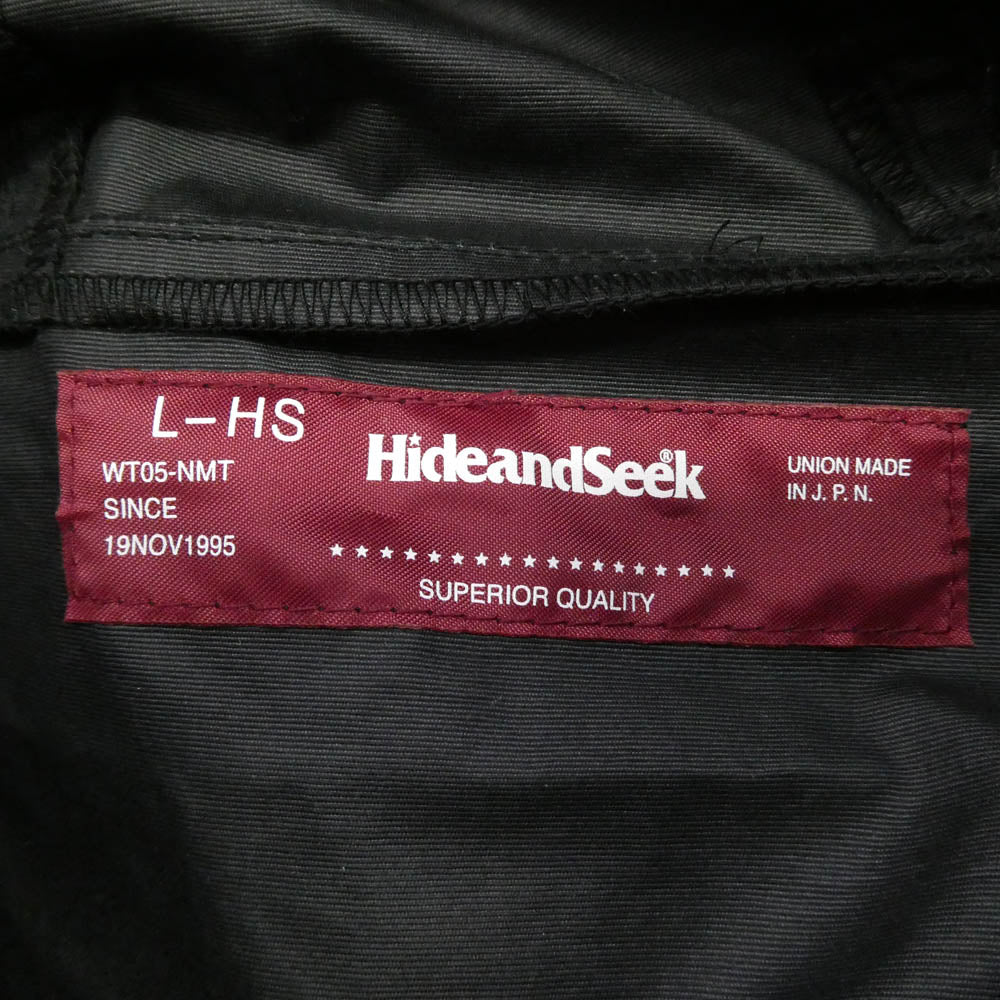 L-HS
WT05-NMT
SINCE
19NOV1995
HideandSeek®
★★★★★★★★★★★★★★★★★
SUPERIOR QUALITY
UNION MADE
IN J. P. N.